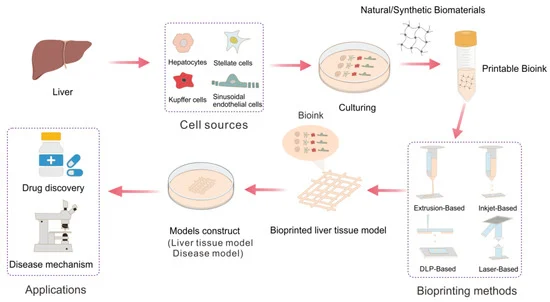 Natural/Synthetic Biomaterials
Liver
Hepatocytes
Stellate cells
Kupffer cells
Sinusoidal
endothelial cells
Cell sources
Culturing
Printable Bioink
Bioink
Extrusion-Based
Inkjet-Based
DLP-Based
Laser-Based
Bioprinting methods
Bioprinted liver tissue model
Models construct
(Liver tissue model
Disease model)
Drug discovery
Disease mechanism
Applications